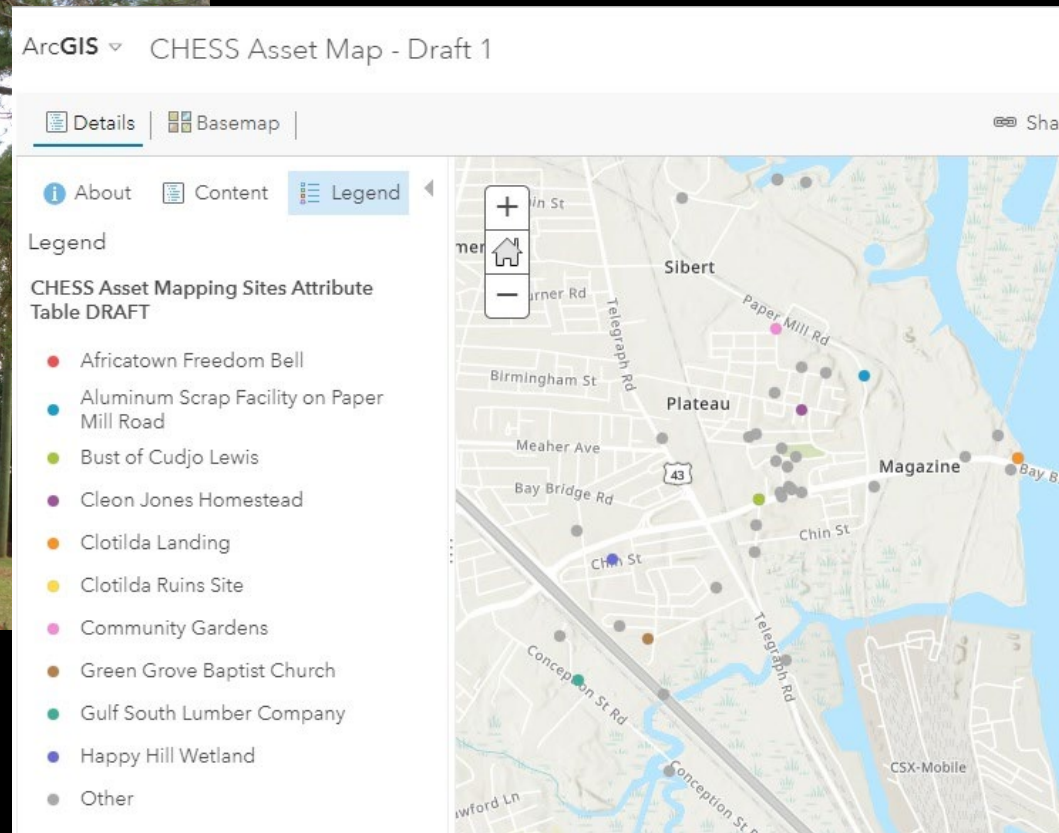 ArcGIS CHESS Asset Map - Draft 1
Details
Basemap
About
Content
Legend
Legend
CHESS Asset Mapping Sites Attribute
Table DRAFT
Africatown Freedom Bell
Aluminum Scrap Facility on Paper
Mill Road
Bust of Cudjo Lewis
Cleon Jones Homestead
Clotilda Landing
Clotilda Ruins Site
Community Gardens
Green Grove Baptist Church
Gulf South Lumber Company
Happy Hill Wetland
Other
+
−
Sibert
Paper Mill Rd
Telegraph Rd
Birmingham St
Plateau
Meaher Ave
43
Magazine
Bay Bridge Rd
Chin St
Chin St
Telegraph Rd
Conception St Rd
CSX-Mobile
Conception St